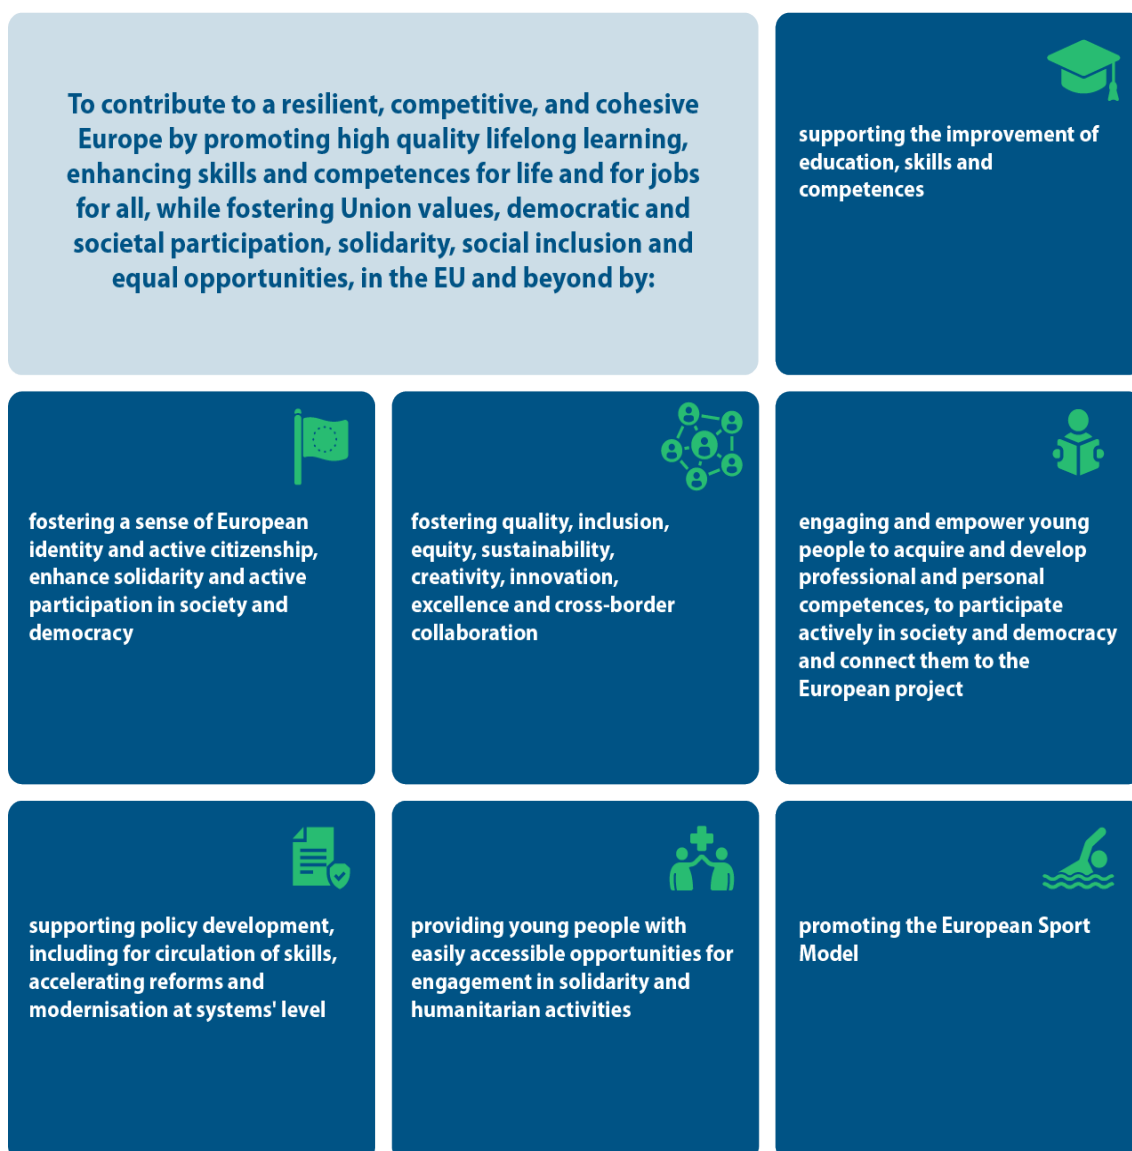 To contribute to a resilient, competitive, and cohesive
Europe by promoting high quality lifelong learning,
enhancing skills and competences for life and for jobs
for all, while fostering Union values, democratic and
societal participation, solidarity, social inclusion and
equal opportunities, in the EU and beyond by:
supporting the improvement of
education, skills and
competences
fostering a sense of European
identity and active citizenship,
enhance solidarity and active
participation in society and
democracy
fostering quality, inclusion,
equity, sustainability,
creativity, innovation,
excellence and cross-border
collaboration
engaging and empower young
people to acquire and develop
professional and personal
competences, to participate
actively in society and democracy
and connect them to the
European project
supporting policy development,
including for circulation of skills,
accelerating reforms and
modernisation at systems' level
providing young people with
easily accessible opportunities for
engagement in solidarity and
humanitarian activities
promoting the European Sport
Model